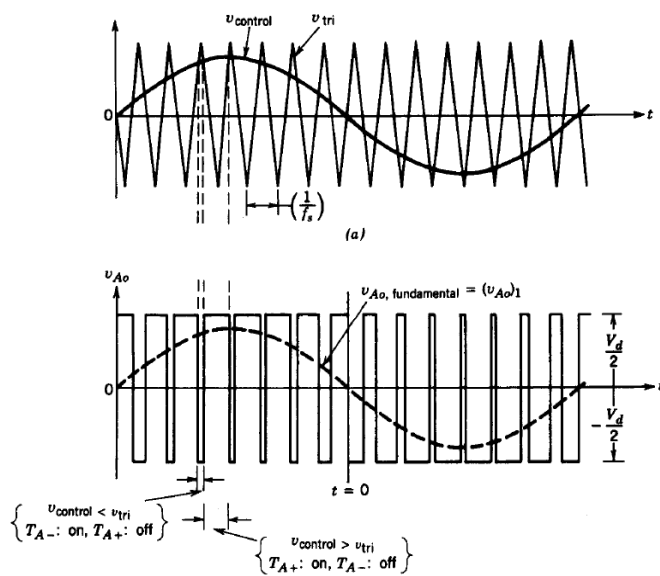 v_control
v_tri
0
t
(1/f_s)
(a)
v_Ao
v_Ao, fundamental = (v_Ao)_1
V_d/2
0
t
-V_d/2
t = 0
{ v_control < v_tri
T_A-: on, T_A+: off }
{ v_control > v_tri
T_A+: on, T_A-: off }